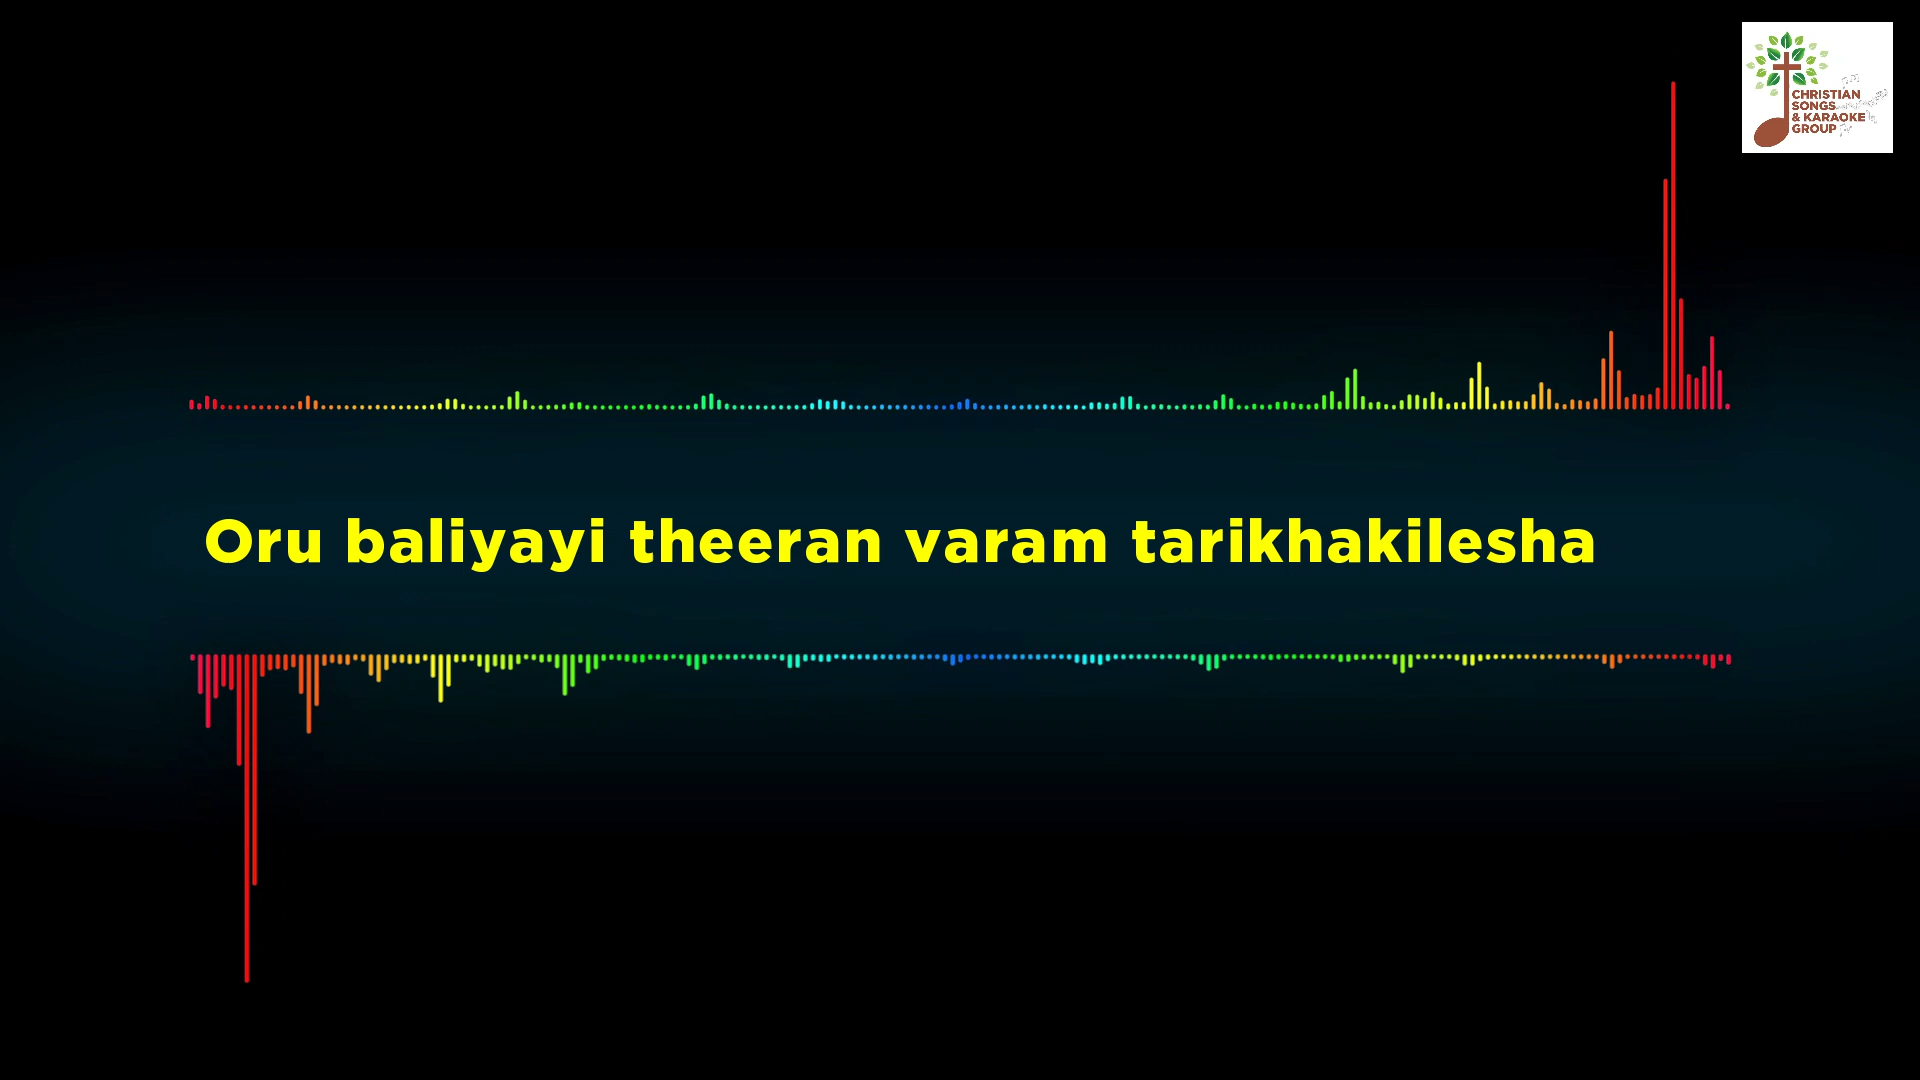 CHRISTIAN
SONGS
& KARAOKE
GROUP
Oru baliyayi theeran varam tarikhakilesha